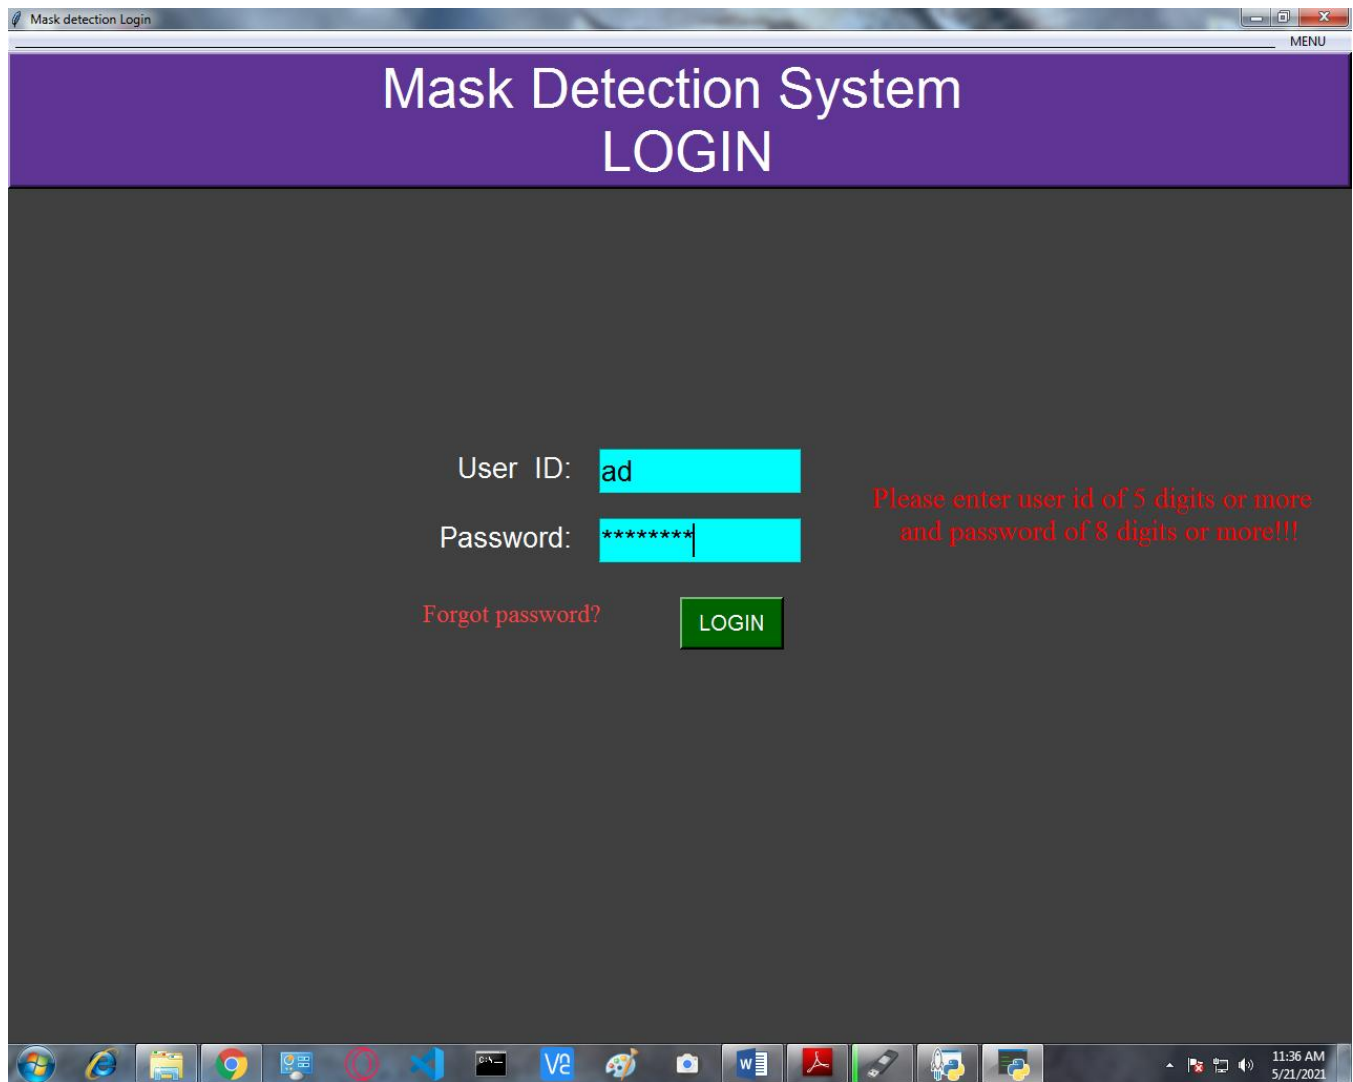 Mask detection Login
MENU
Mask Detection System
LOGIN
User ID:
ad
Please enter user id of 5 digits or more
and password of 8 digits or more!!!
Password:
********
Forgot password?
LOGIN
C:\_
V2
W
11:36 AM
5/21/2021